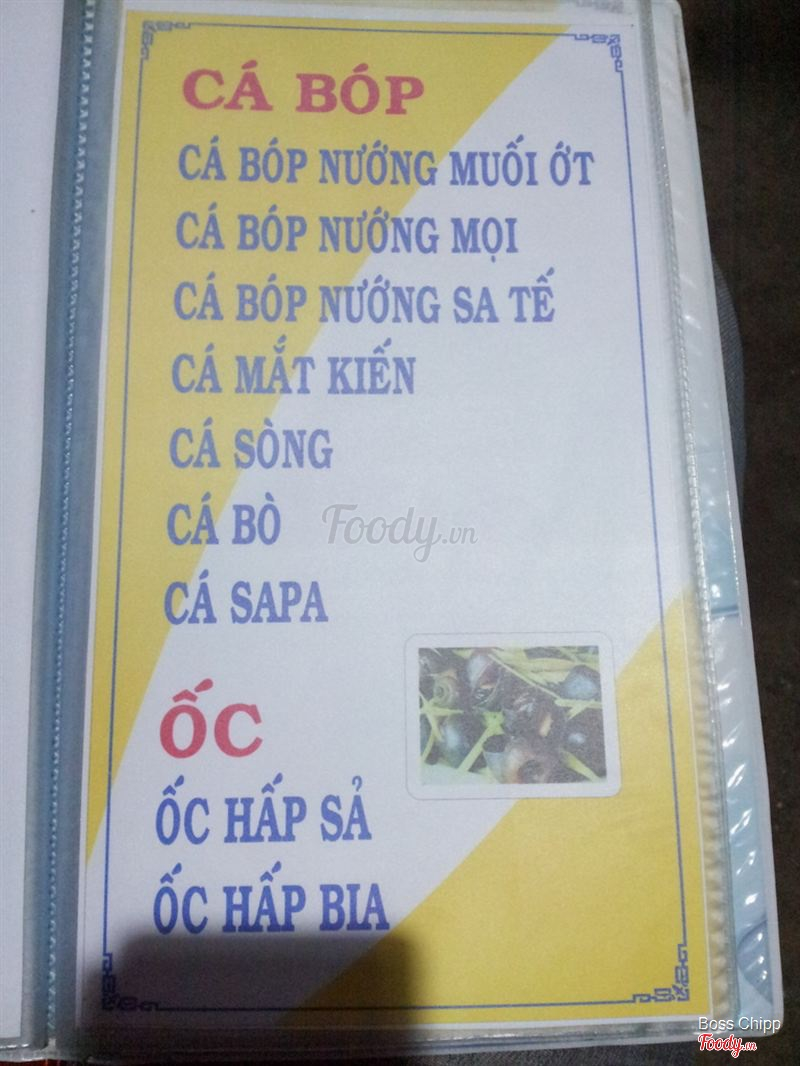 CÁ BÓP
CÁ BÓP NƯỚNG MUỐI ỚT
CÁ BÓP NƯỚNG MỌI
CÁ BÓP NƯỚNG SA TẾ
CÁ MẮT KIẾN
CÁ SÒNG
CÁ BÒ
Foody.vn
CÁ SAPA
ỐC
ỐC HẤP SẢ
ỐC HẤP BIA
Boss Chipp
Foody.vn